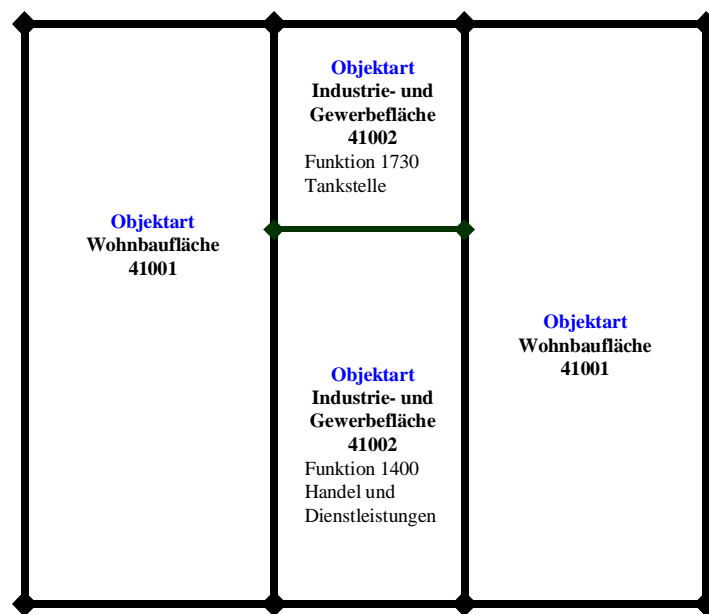 Objektart
Industrie- und
Gewerbefläche
41002
Funktion 1730
Tankstelle
Objektart
Wohnbaufläche
41001
Objektart
Wohnbaufläche
41001
Objektart
Industrie- und
Gewerbefläche
41002
Funktion 1400
Handel und
Dienstleistungen